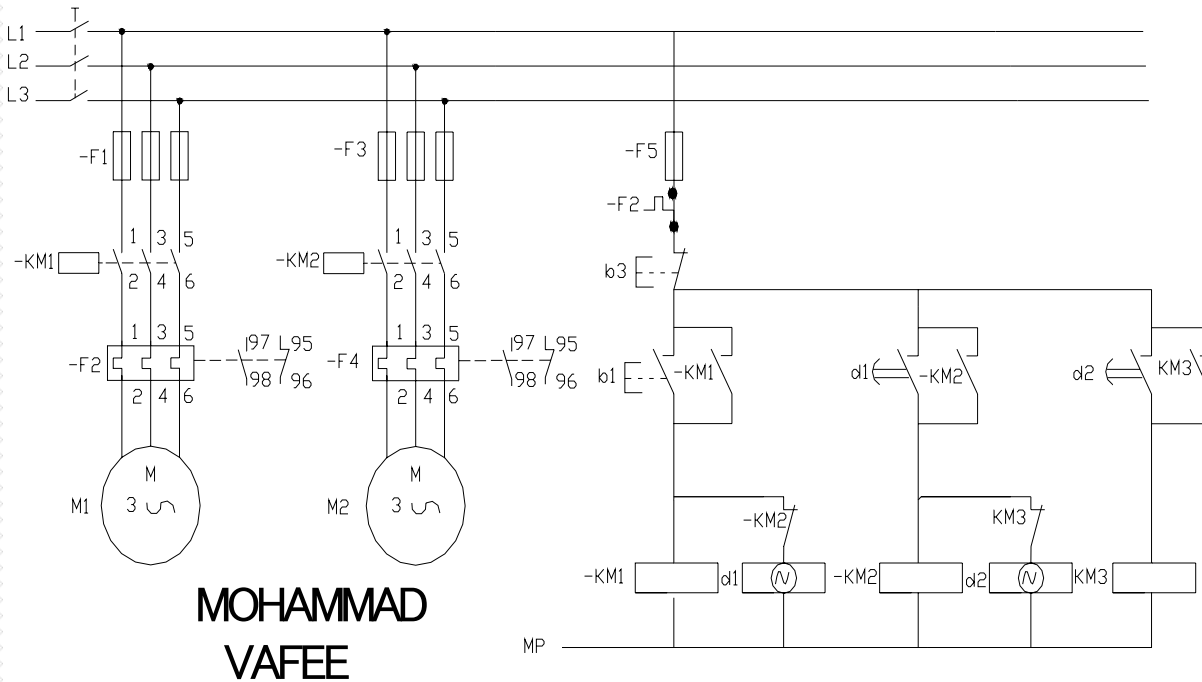 T
L1
L2
L3
-F1
-F3
-F5
-F2
-KM1
1 3 5
2 4 6
-KM2
1 3 5
2 4 6
b3
-F2
1 3 5
2 4 6
97 95
98 96
-F4
1 3 5
2 4 6
97 95
98 96
b1
-KM1
d1
-KM2
d2
KM3
M1
M
3
M2
M
3
-KM2
KM3
-KM1
d1
-KM2
d2
KM3
MOHAMMAD
VAFEE
MP